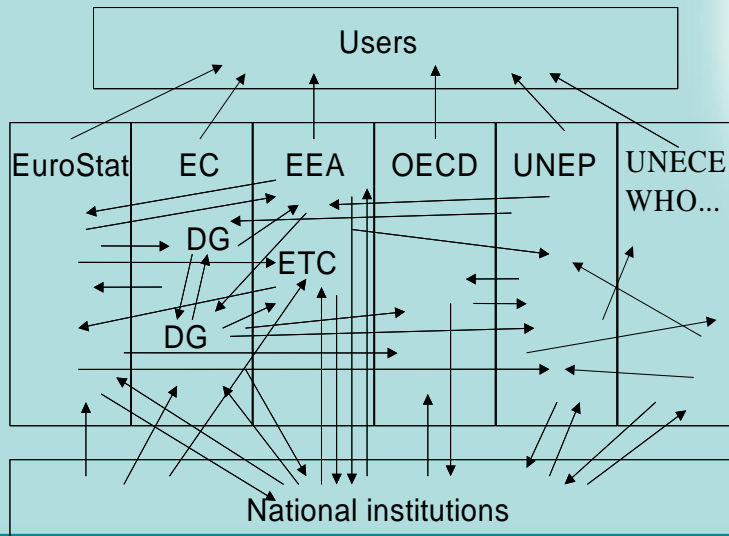 Users
EuroStat EC EEA OECD UNEP UNECE
WHO...
DG
ETC
DG
National institutions